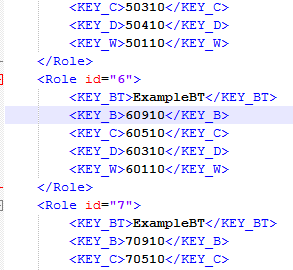 <KEY_C>50310</KEY_C>
<KEY_D>50410</KEY_D>
<KEY_W>50110</KEY_W>
</Role>
<Role id="6">
<KEY_BT>ExampleBT</KEY_BT>
<KEY_B>60910</KEY_B>
<KEY_C>60510</KEY_C>
<KEY_D>60310</KEY_D>
<KEY_W>60110</KEY_W>
</Role>
<Role id="7">
<KEY_BT>ExampleBT</KEY_BT>
<KEY_B>70910</KEY_B>
<KEY_C>70510</KEY_C>